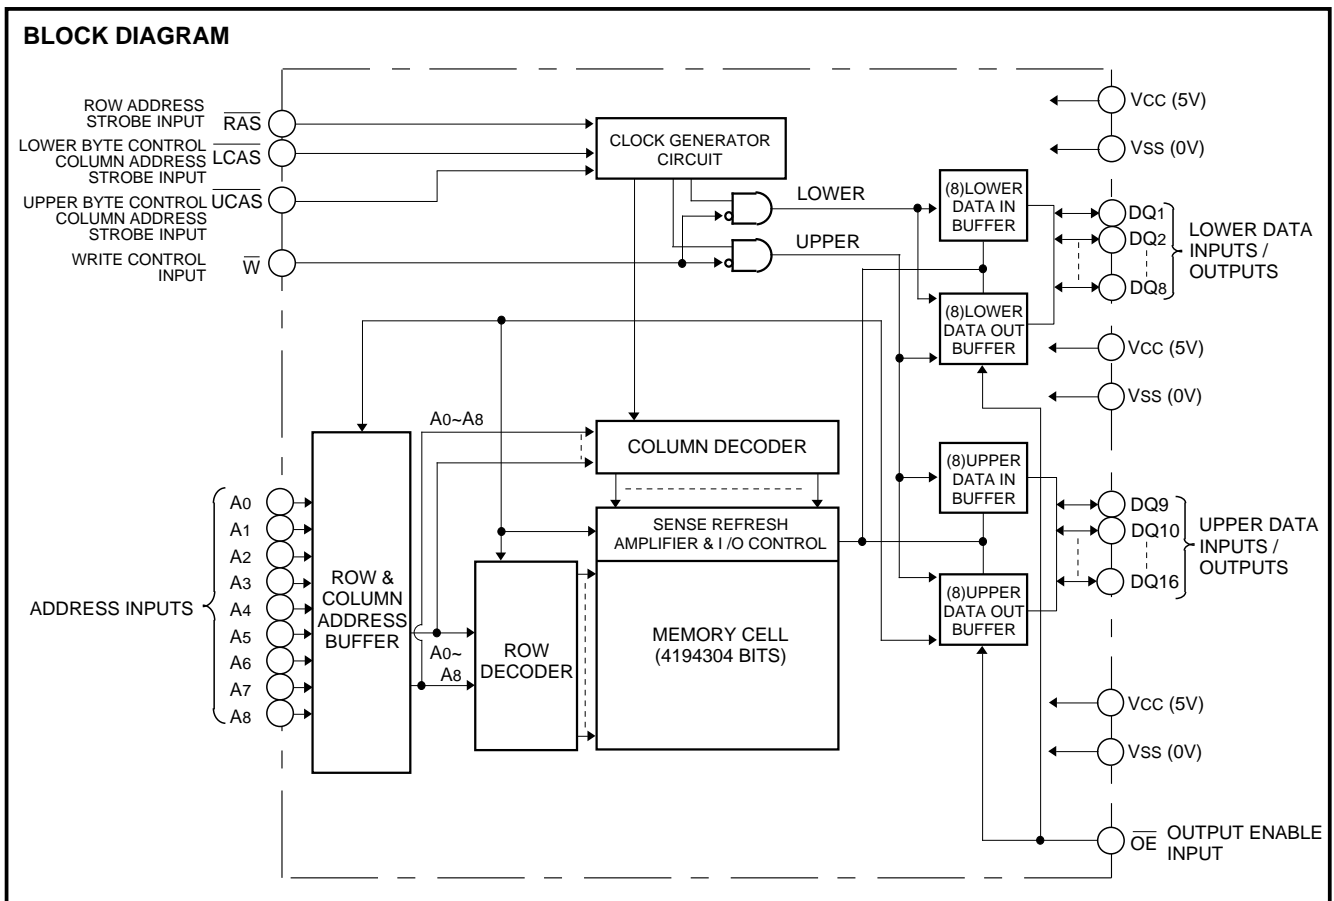 BLOCK DIAGRAM
ROW ADDRESS
STROBE INPUT
RAS
LOWER BYTE CONTROL
COLUMN ADDRESS
STROBE INPUT
LCAS
UPPER BYTE CONTROL
COLUMN ADDRESS
STROBE INPUT
UCAS
WRITE CONTROL
INPUT
W
CLOCK GENERATOR
CIRCUIT
LOWER
UPPER
(8)LOWER
DATA IN
BUFFER
(8)LOWER
DATA OUT
BUFFER
VCC (5V)
VSS (0V)
DQ1
DQ2
DQ8
LOWER DATA
INPUTS /
OUTPUTS
VCC (5V)
VSS (0V)
A0~A8
COLUMN DECODER
SENSE REFRESH
AMPLIFIER & I /O CONTROL
MEMORY CELL
(4194304 BITS)
(8)UPPER
DATA IN
BUFFER
(8)UPPER
DATA OUT
BUFFER
DQ9
DQ10
DQ16
UPPER DATA
INPUTS /
OUTPUTS
ADDRESS INPUTS
A0
A1
A2
A3
A4
A5
A6
A7
A8
ROW &
COLUMN
ADDRESS
BUFFER
A0~
A8
ROW
DECODER
VCC (5V)
VSS (0V)
OE
OUTPUT ENABLE
INPUT